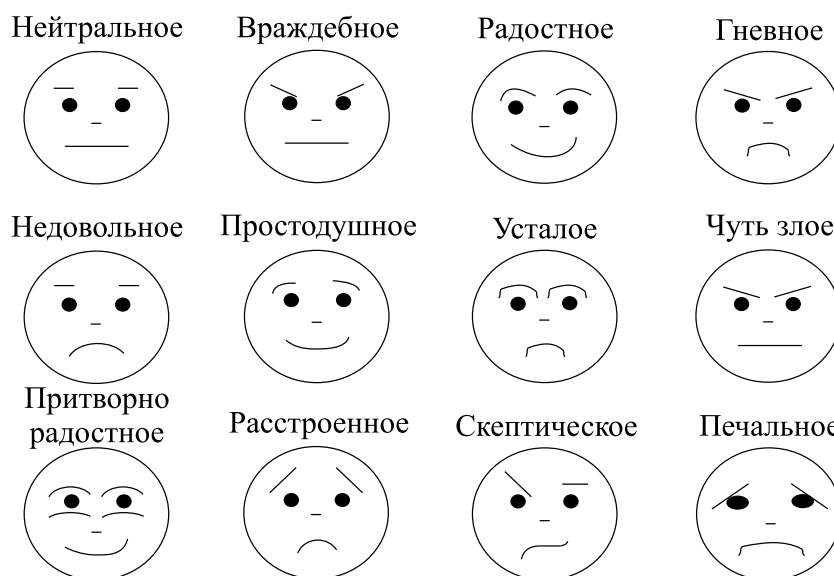 Нейтральное Враждебное Радостное Гневное
Недовольное Простодушное Усталое Чуть злое
Притворно
радостное Расстроенное Скептическое Печальное